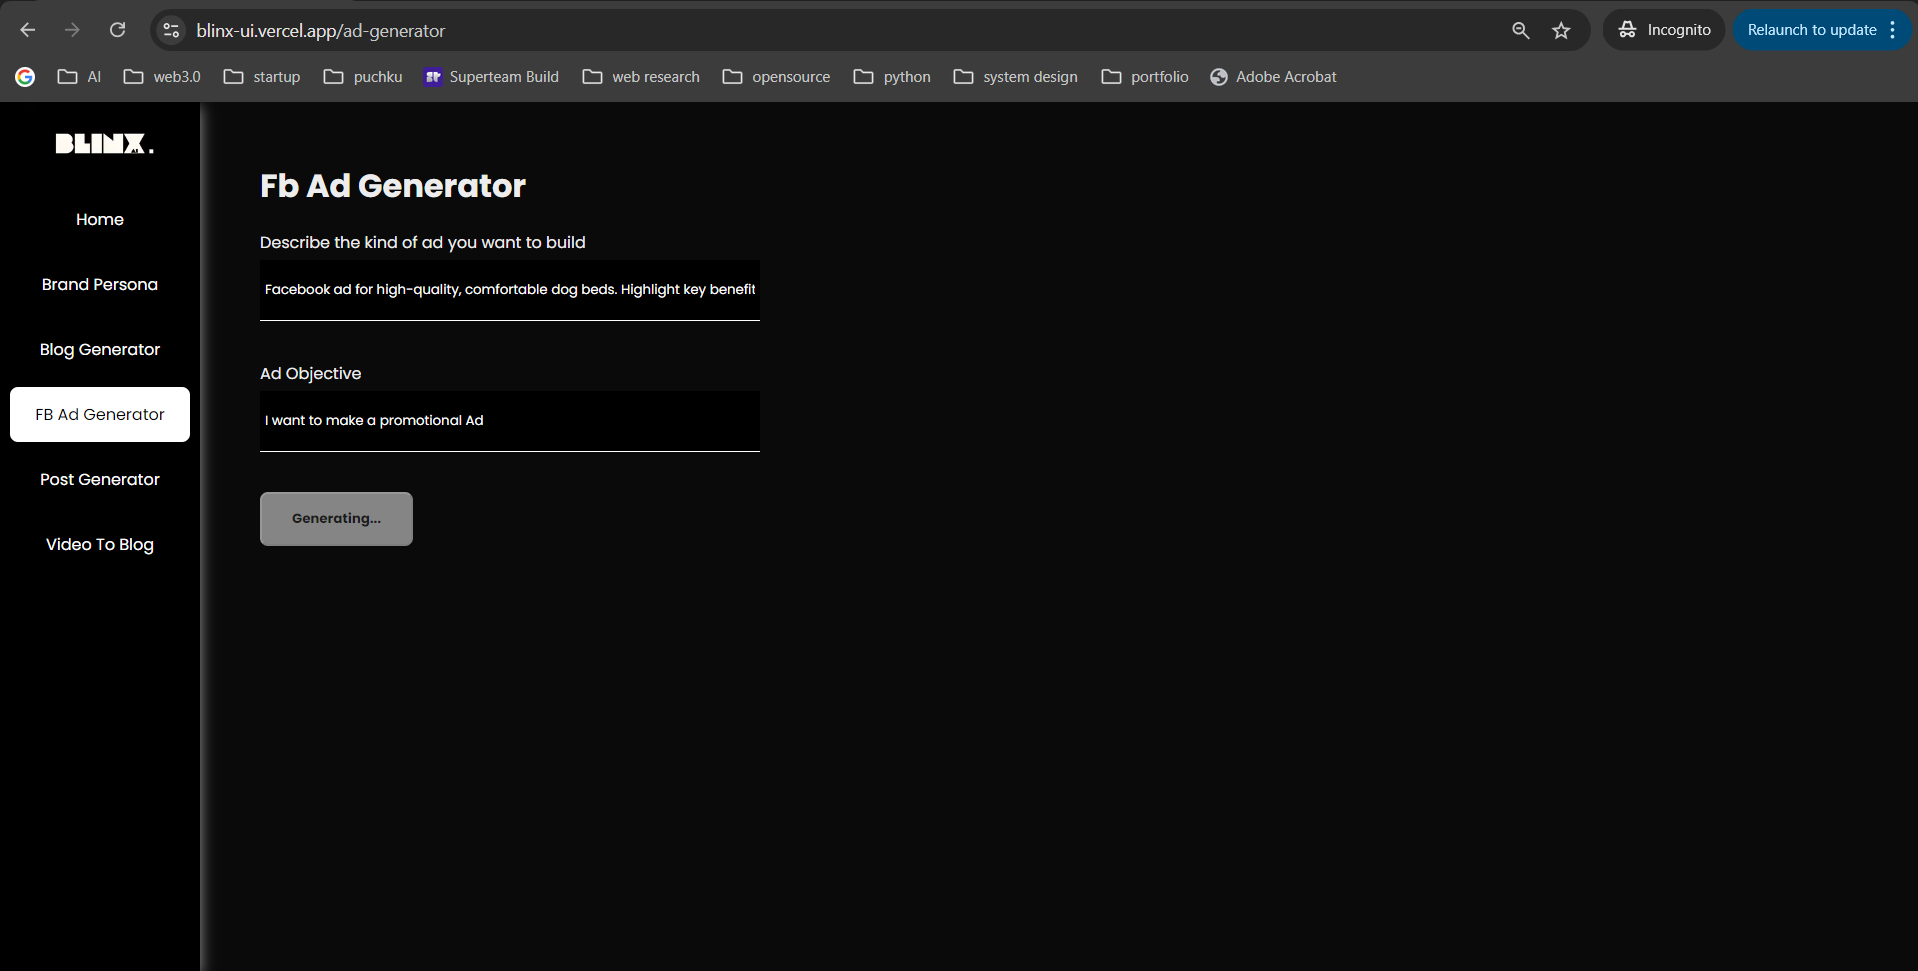 blinx-ui.vercel.app/ad-generator
Incognito
Relaunch to update
AI
web3.0
startup
puchku
Superteam Build
web research
opensource
python
system design
portfolio
Adobe Acrobat
BLINX.
AI
Home
Brand Persona
Blog Generator
FB Ad Generator
Post Generator
Video To Blog
Fb Ad Generator
Describe the kind of ad you want to build
Facebook ad for high-quality, comfortable dog beds. Highlight key benefit
Ad Objective
I want to make a promotional Ad
Generating...